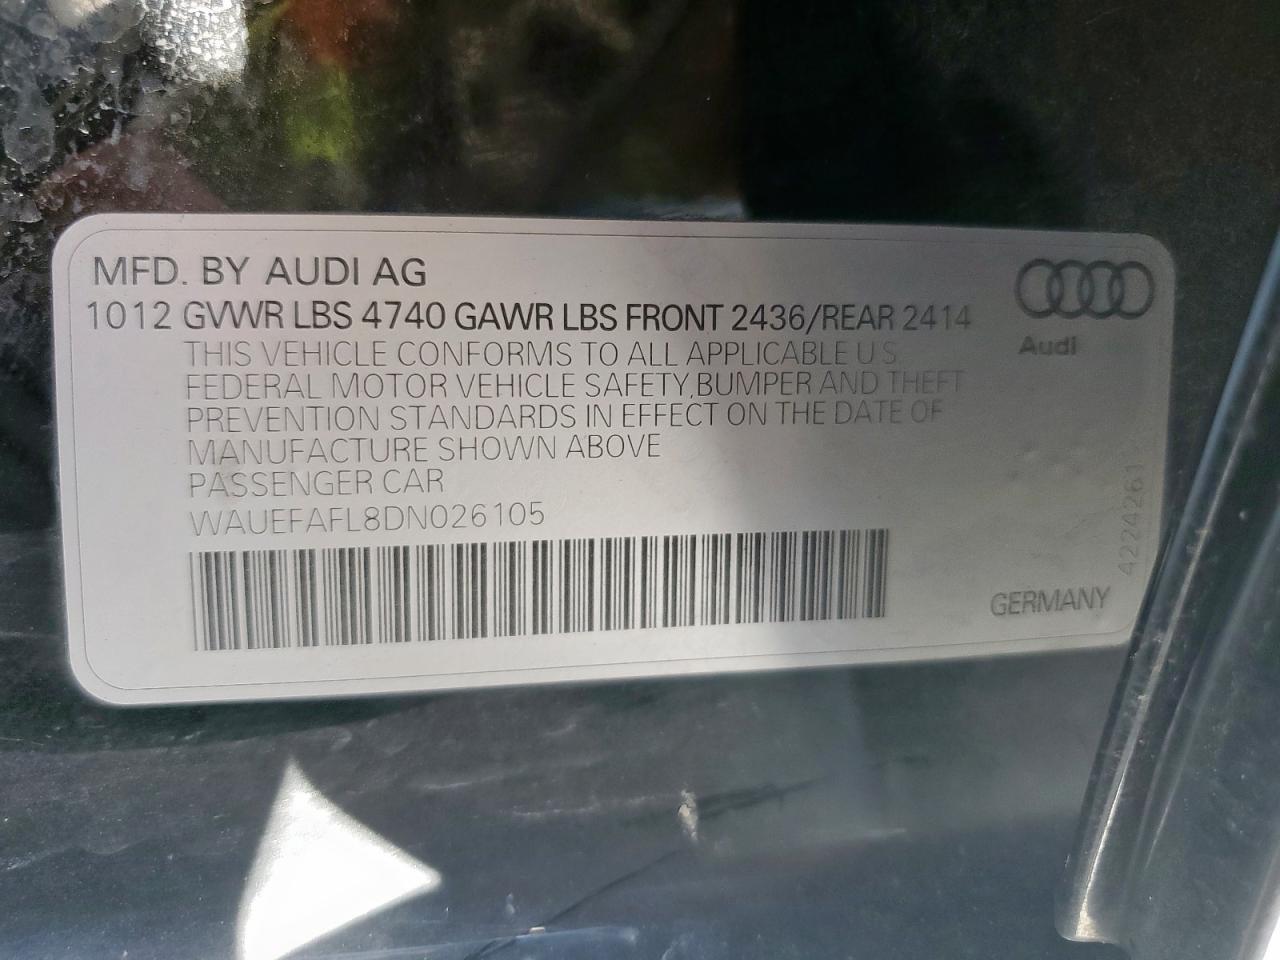 MFD. BY AUDI AG
1012 GVWR LBS 4740 GAWR LBS FRONT 2436/REAR 2414
THIS VEHICLE CONFORMS TO ALL APPLICABLE U.S.
FEDERAL MOTOR VEHICLE SAFETY,BUMPER AND THEFT
PREVENTION STANDARDS IN EFFECT ON THE DATE OF
MANUFACTURE SHOWN ABOVE
PASSENGER CAR
WAUEFAFL8DN026105
Audi
4224261
GERMANY